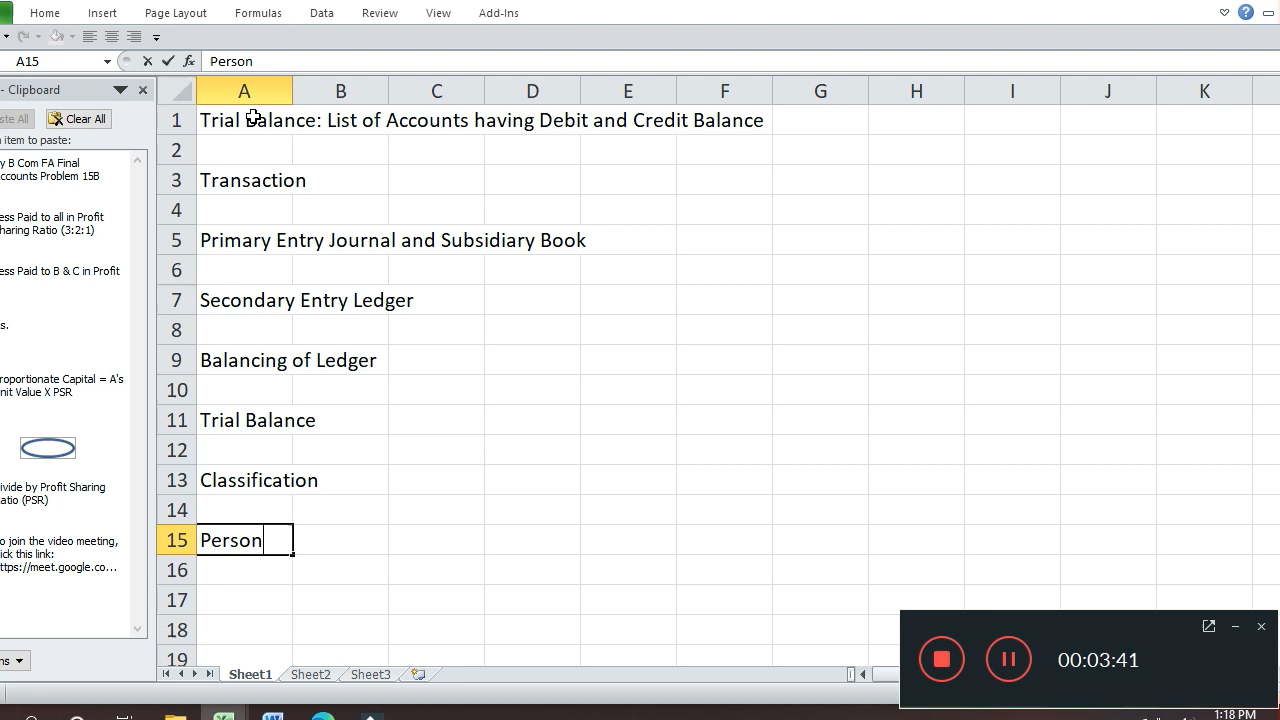 Home Insert Page Layout Formulas Data Review View Add-Ins
A15 fx Person
- Clipboard
ste All Clear All
n item to paste:
y B Com FA Final
ccounts Problem 15B
ess Paid to all in Profit
haring Ratio (3:2:1)
ess Paid to B & C in Profit
s.
roportionate Capital = A's
nit Value X PSR
ivide by Profit Sharing
atio (PSR)
o join the video meeting,
lick this link:
https://meet.google.co...
ns
A B C D E F G H I J K
1 Trial Balance: List of Accounts having Debit and Credit Balance
2
3 Transaction
4
5 Primary Entry Journal and Subsidiary Book
6
7 Secondary Entry Ledger
8
9 Balancing of Ledger
10
11 Trial Balance
12
13 Classification
14
15 Person
16
17
18
19
Sheet1 Sheet2 Sheet3
00:03:41
1:18 PM